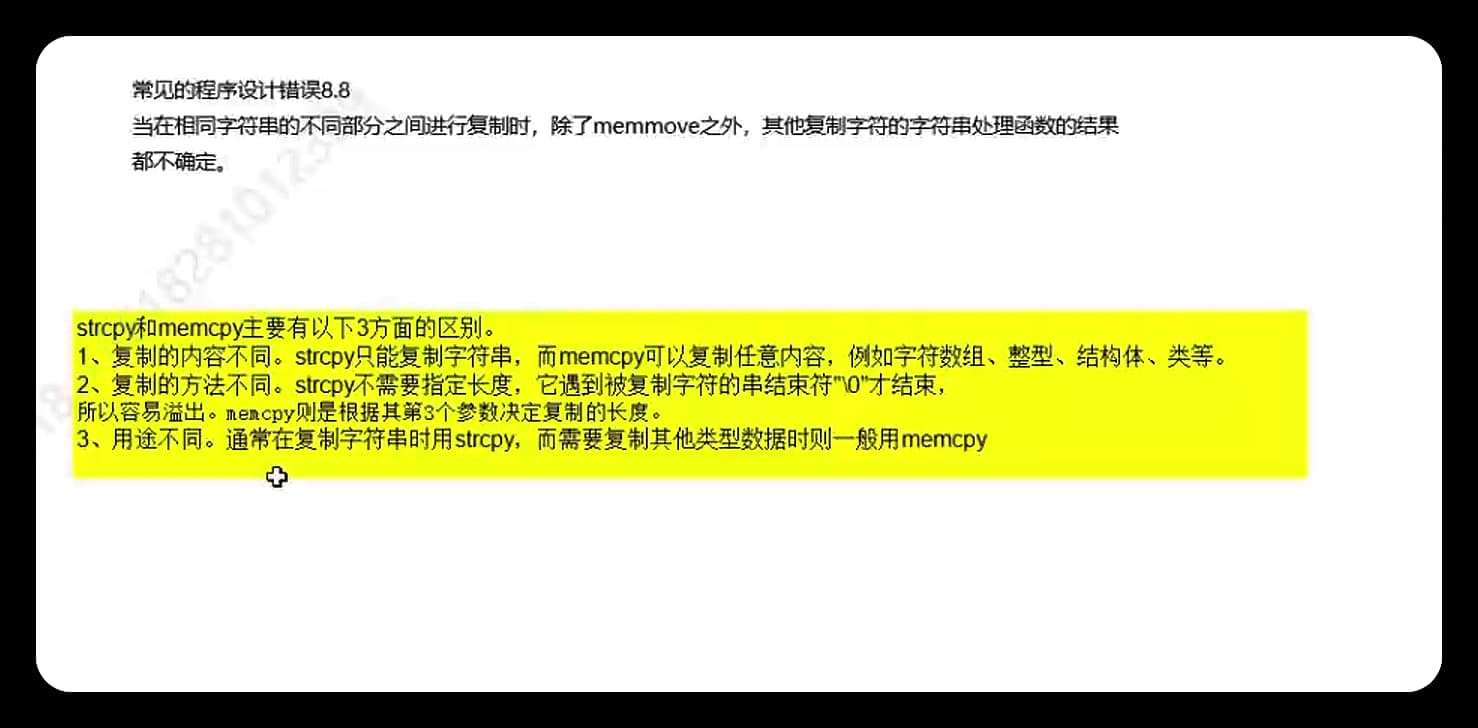 常见的程序设计错误8.8
当在相同字符串的不同部分之间进行复制时，除了memmove之外，其他复制字符的字符串处理函数的结果
都不确定。
strcpy和memcpy主要有以下3方面的区别。
1、复制的内容不同。strcpy只能复制字符串，而memcpy可以复制任意内容，例如字符数组、整型、结构体、类等。
2、复制的方法不同。strcpy不需要指定长度，它遇到被复制字符的串结束符"\0"才结束，
所以容易溢出。memcpy则是根据其第3个参数决定复制的长度。
3、用途不同。通常在复制字符串时用strcpy，而需要复制其他类型数据时则一般用memcpy